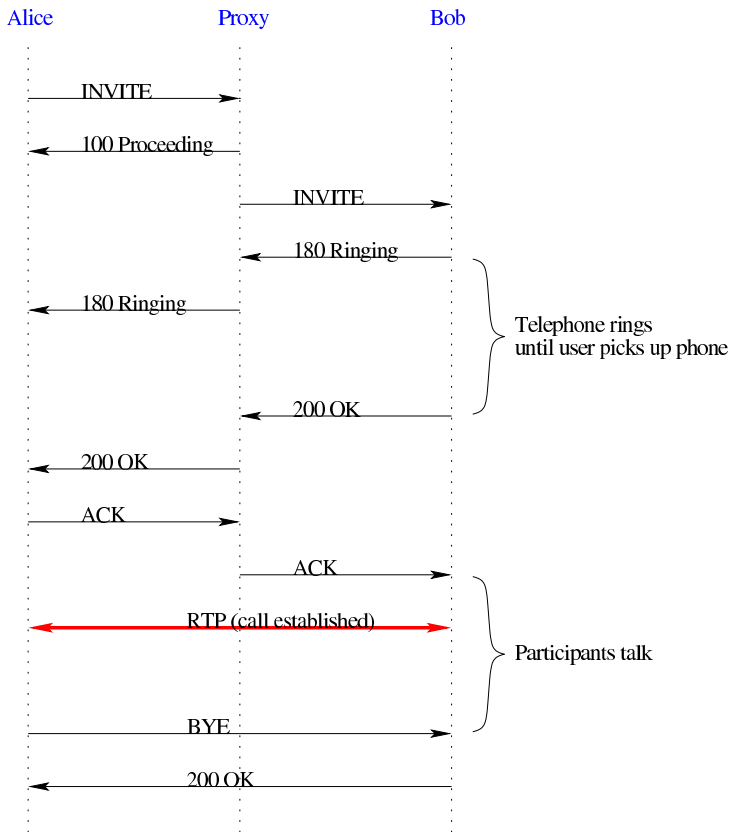 Alice Proxy Bob
INVITE
100 Proceeding
INVITE
180 Ringing
180 Ringing
Telephone rings
until user picks up phone
200 OK
200 OK
ACK
ACK
RTP (call established)
Participants talk
BYE
200 OK